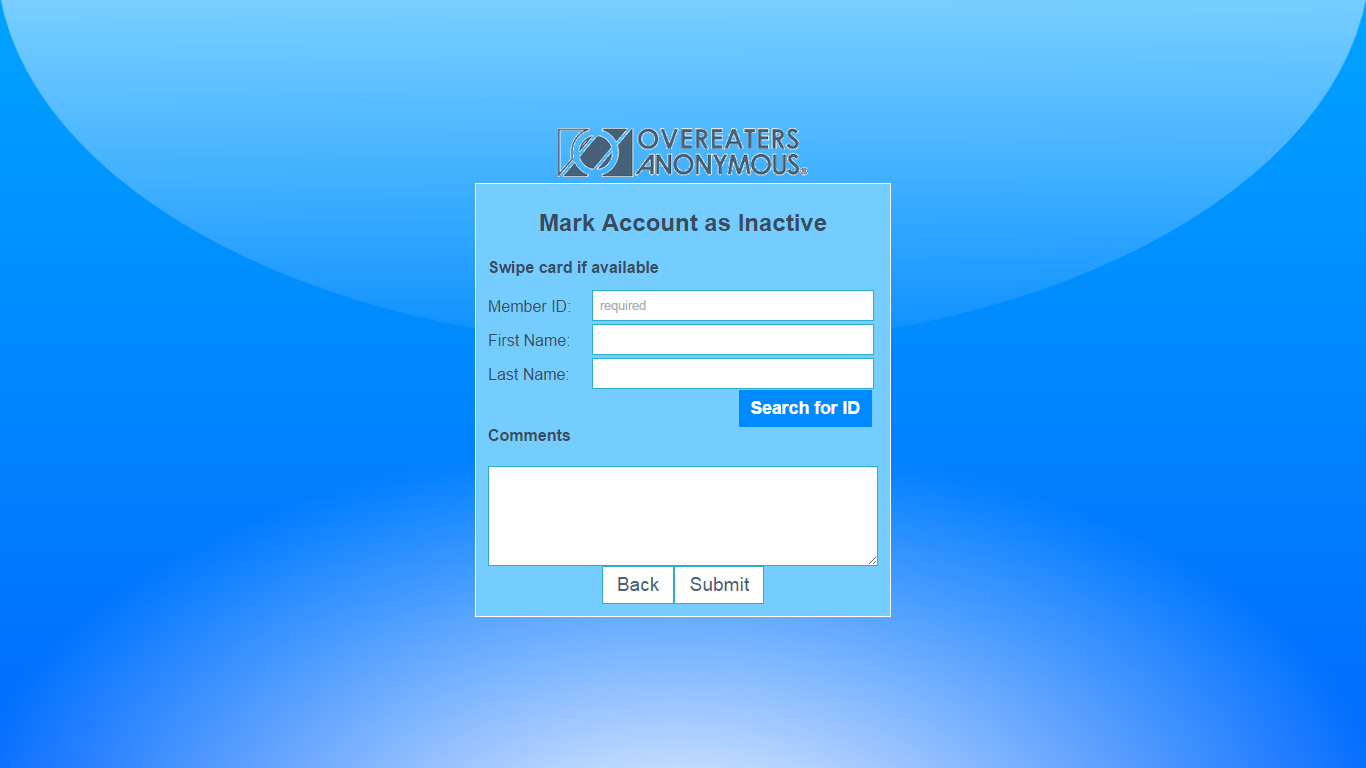 OVEREATERS
ANONYMOUS®
Mark Account as Inactive
Swipe card if available
Member ID: required
First Name:
Last Name:
Search for ID
Comments
Back Submit